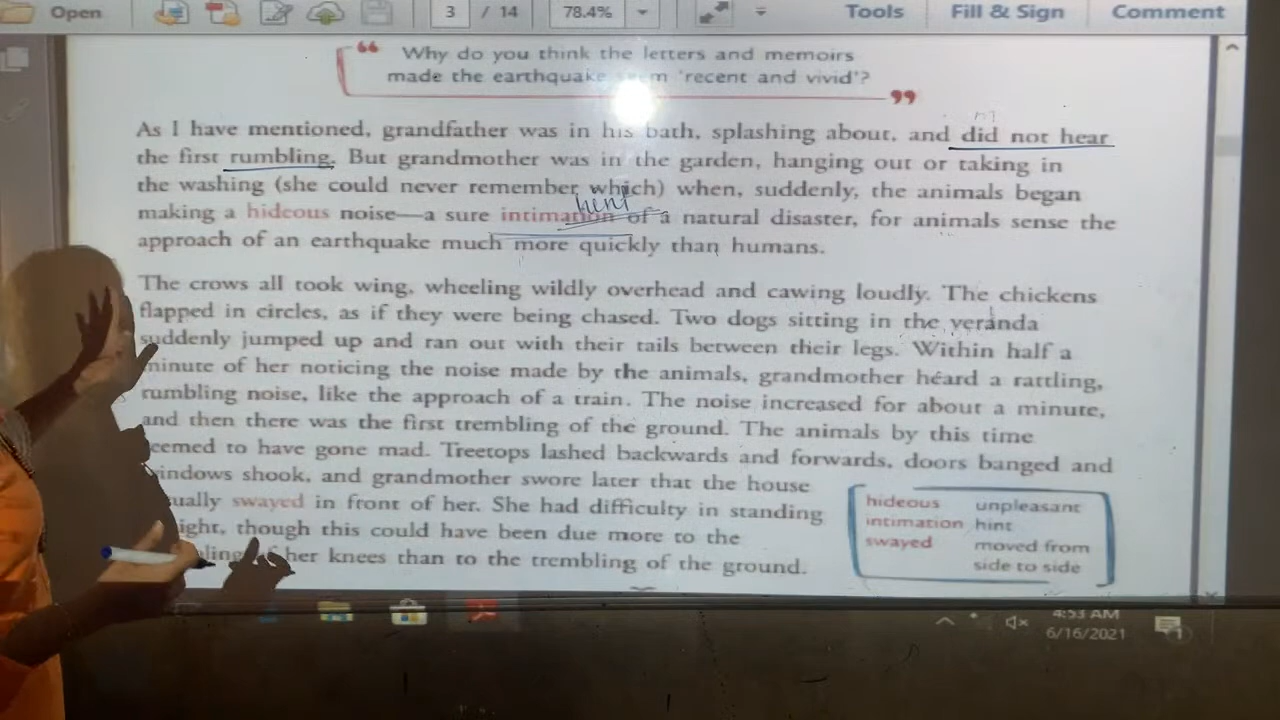 Open
3 / 14
78.4%
Tools
Fill & Sign
Comment
“ Why do you think the letters and memoirs
made the earthquake 'recent and vivid'? ”
As I have mentioned, grandfather was in his bath, splashing about, and did not hear
the first rumbling. But grandmother was in the garden, hanging out or taking in
the washing (she could never remember which) when, suddenly, the animals began
hint
making a hideous noise—a sure intimation of a natural disaster, for animals sense the
approach of an earthquake much more quickly than humans.
The crows all took wing, wheeling wildly overhead and cawing loudly. The chickens
flapped in circles, as if they were being chased. Two dogs sitting in the veranda
suddenly jumped up and ran out with their tails between their legs. Within half a
minute of her noticing the noise made by the animals, grandmother heard a rattling,
rumbling noise, like the approach of a train. The noise increased for about a minute,
and then there was the first trembling of the ground. The animals by this time
seemed to have gone mad. Treetops lashed backwards and forwards, doors banged and
windows shook, and grandmother swore later that the house
swayed in front of her. She had difficulty in standing
though this could have been due more to the
her knees than to the trembling of the ground.
hideous unpleasant
intimation hint
swayed moved from
side to side
4:53 AM
6/16/2021
1